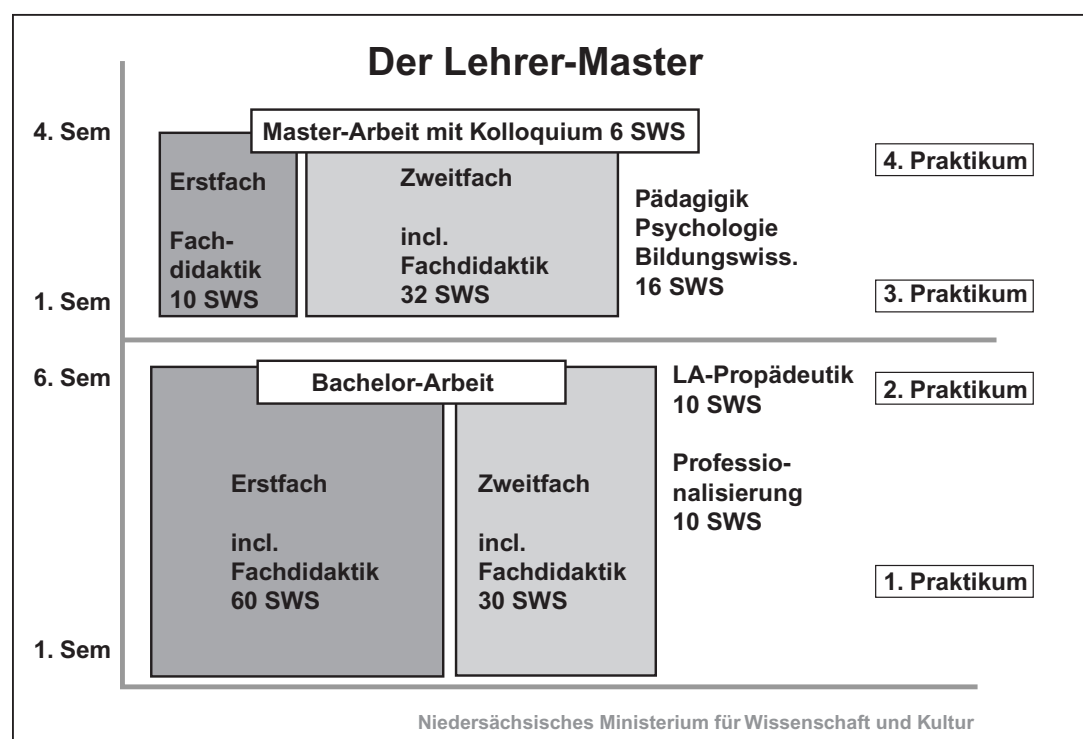 Der Lehrer-Master
4. Sem
Master-Arbeit mit Kolloquium 6 SWS
Erstfach
Fach-
didaktik
10 SWS
Zweitfach
incl.
Fachdidaktik
32 SWS
Pädagigik
Psychologie
Bildungswiss.
16 SWS
4. Praktikum
3. Praktikum
1. Sem
6. Sem
Bachelor-Arbeit
Erstfach
incl.
Fachdidaktik
60 SWS
Zweitfach
incl.
Fachdidaktik
30 SWS
LA-Propädeutik
10 SWS
Professio-
nalisierung
10 SWS
2. Praktikum
1. Praktikum
1. Sem
Niedersächsisches Ministerium für Wissenschaft und Kultur